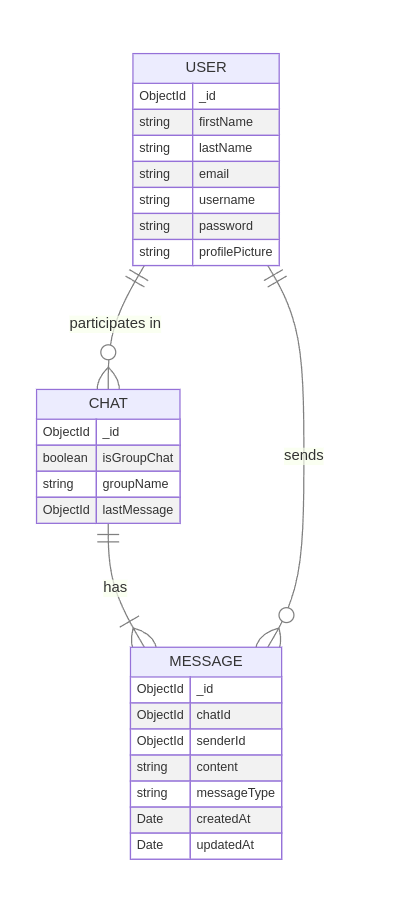 USER
ObjectId _id
string firstName
string lastName
string email
string username
string password
string profilePicture
participates in
CHAT
ObjectId _id
boolean isGroupChat
string groupName
ObjectId lastMessage
sends
has
MESSAGE
ObjectId _id
ObjectId chatId
ObjectId senderId
string content
string messageType
Date createdAt
Date updatedAt